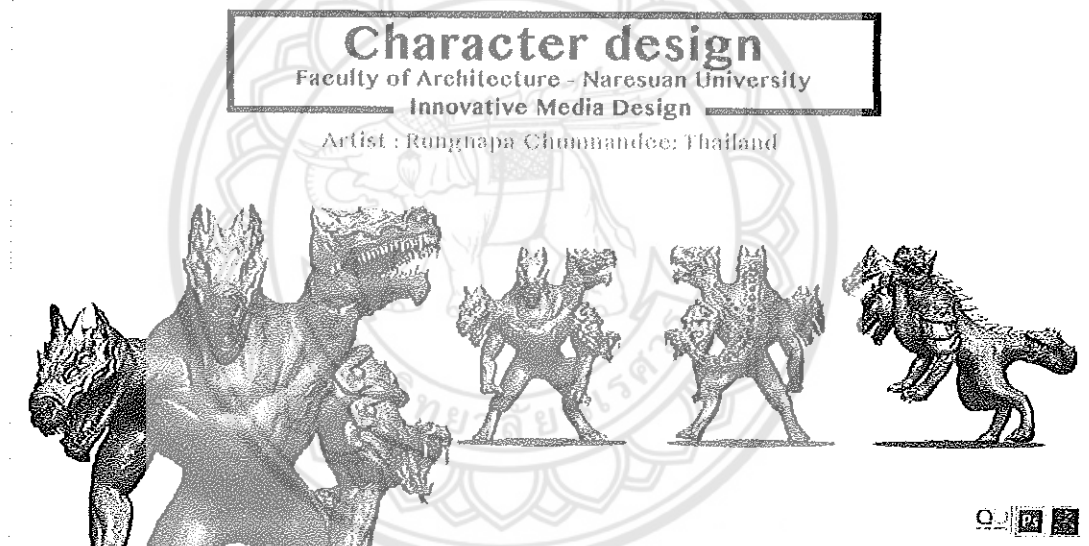 Character design
Faculty of Architecture - Naresuan University
Innovative Media Design
Artist : Rungnapa Chumnandee: Thailand